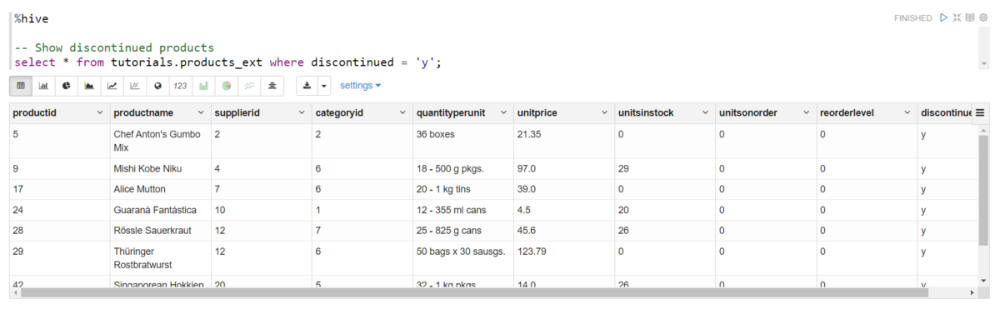 %hive
FINISHED
-- Show discontinued products
select * from tutorials.products_ext where discontinued = 'y';
123 settings
productid productname supplierid categoryid quantityperunit unitprice unitsinstock unitsonorder reorderlevel discontinue
5 Chef Anton's Gumbo 2 2 36 boxes 21.35 0 0 0 y
Mix
9 Mishi Kobe Niku 4 6 18 - 500 g pkgs. 97.0 29 0 0 y
17 Alice Mutton 7 6 20 - 1 kg tins 39.0 0 0 0 y
24 Guaraná Fantástica 10 1 12 - 355 ml cans 4.5 20 0 0 y
28 Rössle Sauerkraut 12 7 25 - 825 g cans 45.6 26 0 0 y
29 Thüringer 12 6 50 bags x 30 sausgs. 123.79 0 0 0 y
Rostbratwurst
42 Singaporean Hokkien 20 5 32 - 1 kg pkgs 14.0 26 0 0 y